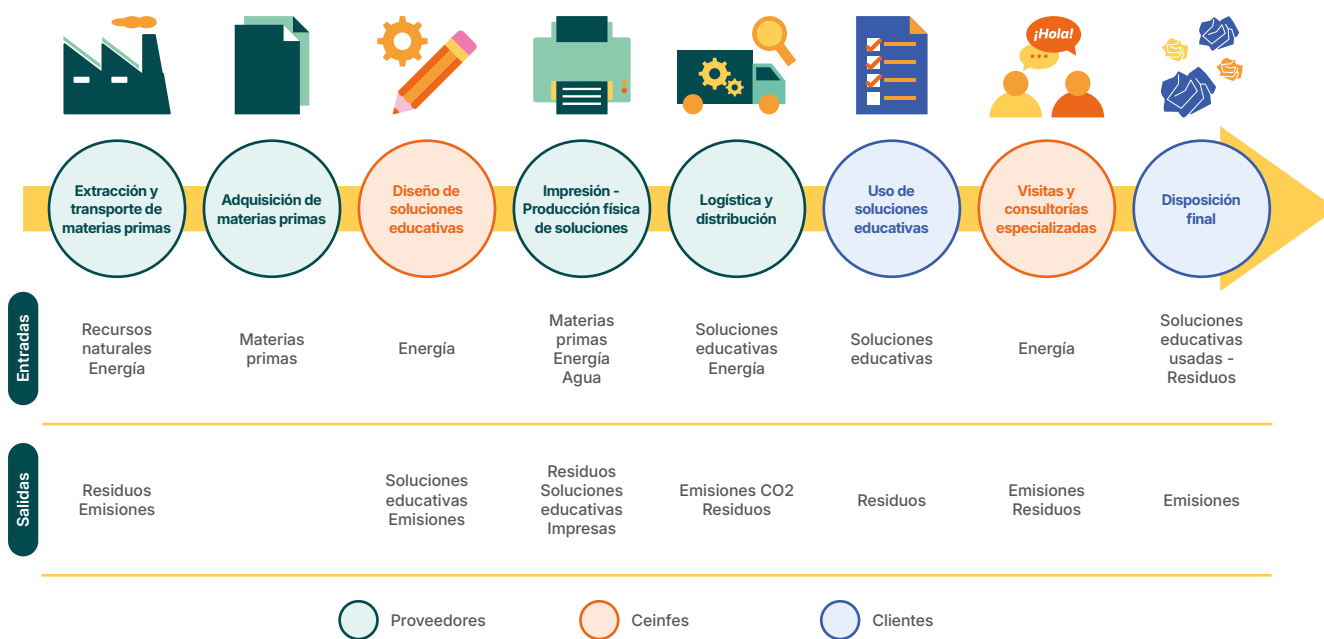 ¡Hola!
Extracción y
transporte de
materias primas
Adquisición de
materias primas
Diseño de
soluciones
educativas
Impresión -
Producción física
de soluciones
Logística y
distribución
Uso de
soluciones
educativas
Visitas y
consultorías
especializadas
Disposición
final
Entradas
Recursos
naturales
Energía
Materias
primas
Energía
Materias
primas
Energía
Agua
Soluciones
educativas
Energía
Soluciones
educativas
Energía
Soluciones
educativas
usadas -
Residuos
Salidas
Residuos
Emisiones
Soluciones
educativas
Emisiones
Residuos
Soluciones
educativas
Impresas
Emisiones CO2
Residuos
Residuos
Emisiones
Residuos
Emisiones
Proveedores
Ceinfes
Clientes